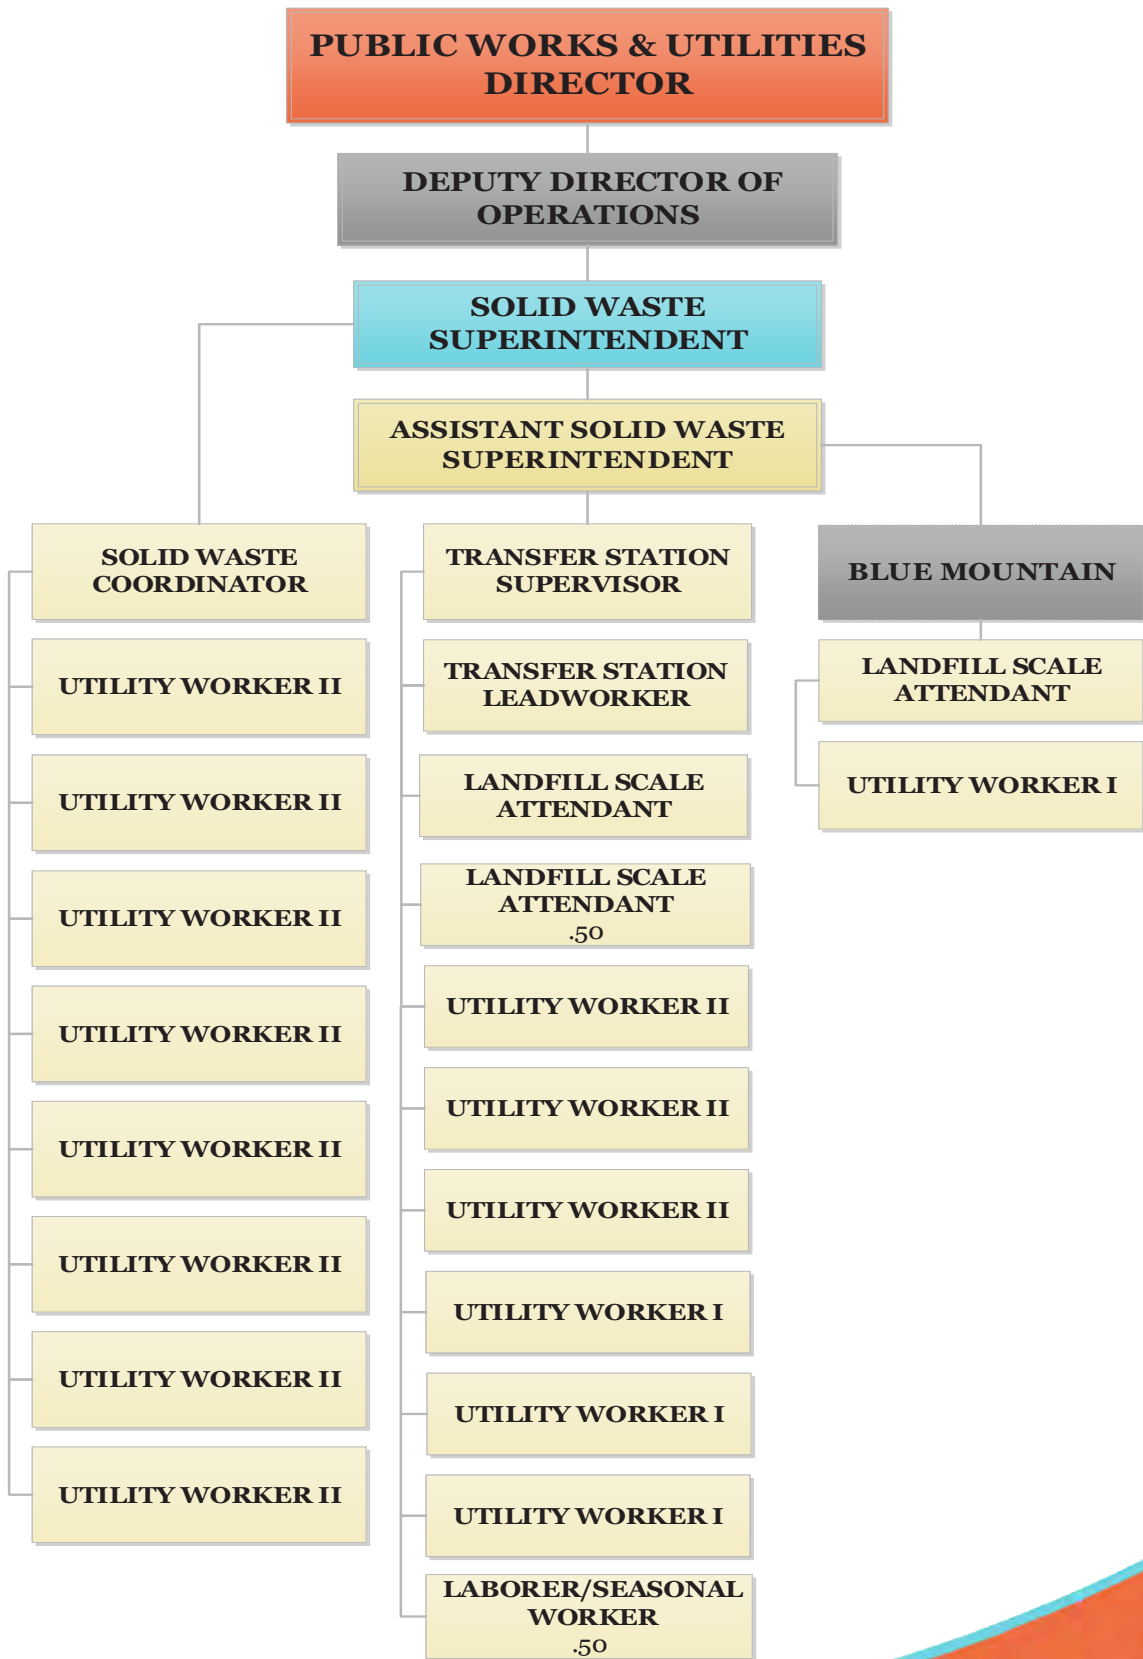 PUBLIC WORKS & UTILITIES
DIRECTOR
DEPUTY DIRECTOR OF
OPERATIONS
SOLID WASTE
SUPERINTENDENT
ASSISTANT SOLID WASTE
SUPERINTENDENT
SOLID WASTE
COORDINATOR
UTILITY WORKER II
UTILITY WORKER II
UTILITY WORKER II
UTILITY WORKER II
UTILITY WORKER II
UTILITY WORKER II
UTILITY WORKER II
UTILITY WORKER II
TRANSFER STATION
SUPERVISOR
TRANSFER STATION
LEADWORKER
LANDFILL SCALE
ATTENDANT
LANDFILL SCALE
ATTENDANT
.50
UTILITY WORKER II
UTILITY WORKER II
UTILITY WORKER II
UTILITY WORKER I
UTILITY WORKER I
UTILITY WORKER I
LABORER/SEASONAL
WORKER
.50
BLUE MOUNTAIN
LANDFILL SCALE
ATTENDANT
UTILITY WORKER I